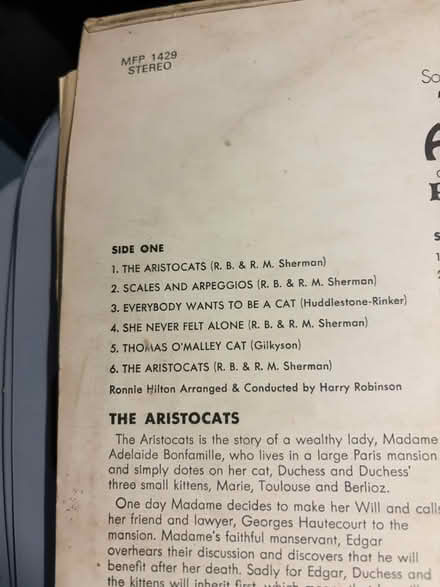 MFP 1429
STEREO
So
SIDE ONE
1. THE ARISTOCATS (R. B. & R. M. Sherman)
2. SCALES AND ARPEGGIOS (R. B. & R. M. Sherman)
3. EVERYBODY WANTS TO BE A CAT (Huddlestone-Rinker)
4. SHE NEVER FELT ALONE (R. B. & R. M. Sherman)
5. THOMAS O'MALLEY CAT (Gilkyson)
6. THE ARISTOCATS (R. B. & R. M. Sherman)
Ronnie Hilton Arranged & Conducted by Harry Robinson
THE ARISTOCATS
The Aristocats is the story of a wealthy lady, Madame
Adelaide Bonfamille, who lives in a large Paris mansion
and simply dotes on her cat, Duchess and Duchess'
three small kittens, Marie, Toulouse and Berlioz.
One day Madame decides to make her Will and calls
her friend and lawyer, Georges Hautecourt to the
mansion. Madame's faithful manservant, Edgar
overhears their discussion and discovers that he will
benefit after her death. Sadly for Edgar, Duchess and
the kittens will inherit first